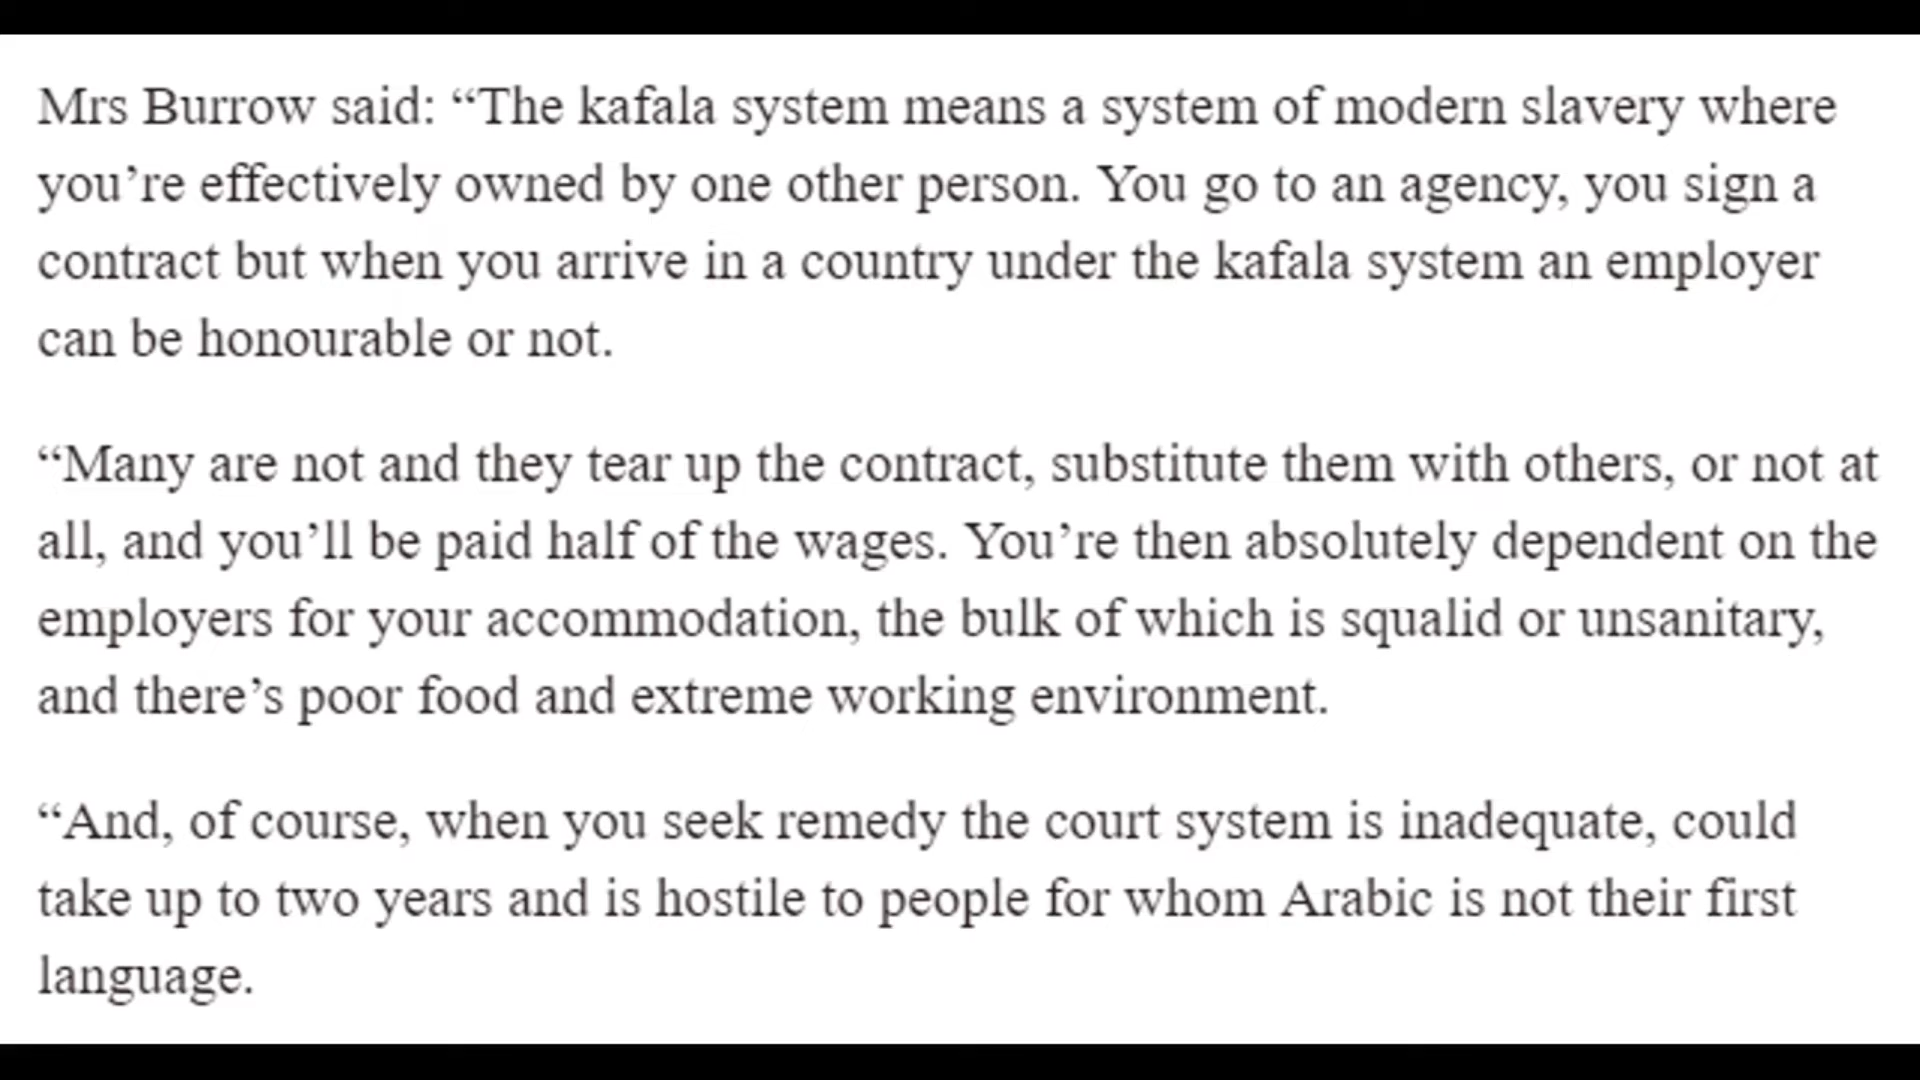 Mrs Burrow said: “The kafala system means a system of modern slavery where
you’re effectively owned by one other person. You go to an agency, you sign a
contract but when you arrive in a country under the kafala system an employer
can be honourable or not.
“Many are not and they tear up the contract, substitute them with others, or not at
all, and you’ll be paid half of the wages. You’re then absolutely dependent on the
employers for your accommodation, the bulk of which is squalid or unsanitary,
and there’s poor food and extreme working environment.
“And, of course, when you seek remedy the court system is inadequate, could
take up to two years and is hostile to people for whom Arabic is not their first
language.